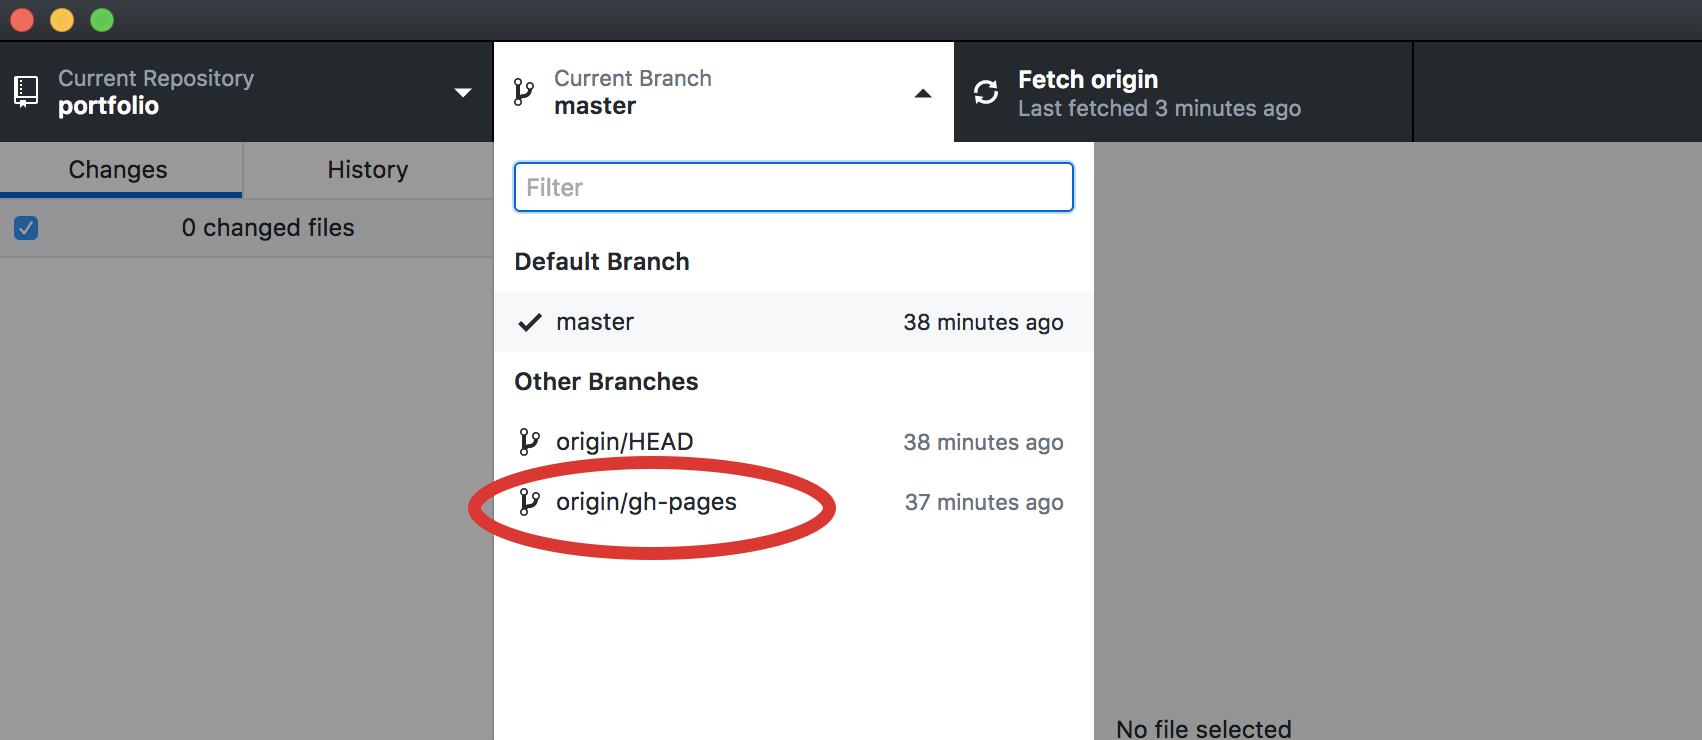 Current Repository
portfolio
Current Branch
master
Fetch origin
Last fetched 3 minutes ago
Changes
History
0 changed files
Filter
Default Branch
master 38 minutes ago
Other Branches
origin/HEAD 38 minutes ago
origin/gh-pages 37 minutes ago
No file selected